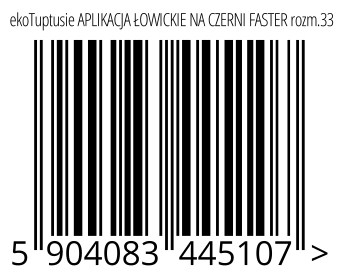 ekoTuptusie APLIKACJA ŁOWICKIE NA CZERNI FASTER rozm.33
5 904083 445107 >